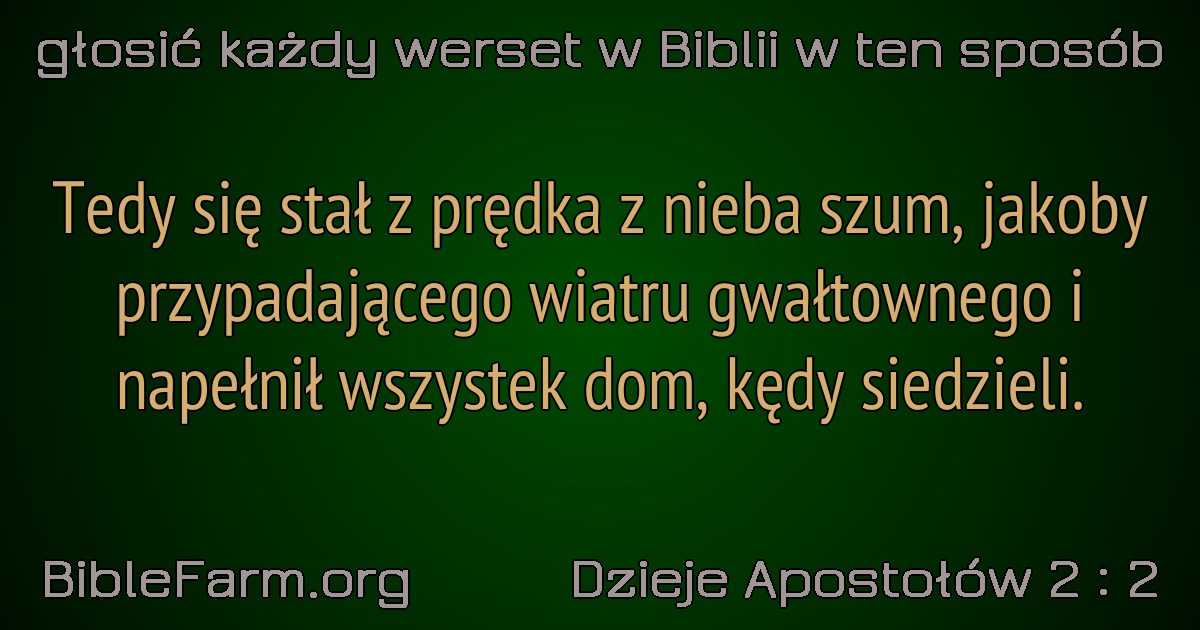 głosić każdy werset w Biblii w ten sposób
Tedy się stał z prędka z nieba szum, jakoby
przypadającego wiatru gwałtownego i
napełnił wszystek dom, kędy siedzieli.
BibleFarm.org
Dzieje Apostołów 2 : 2